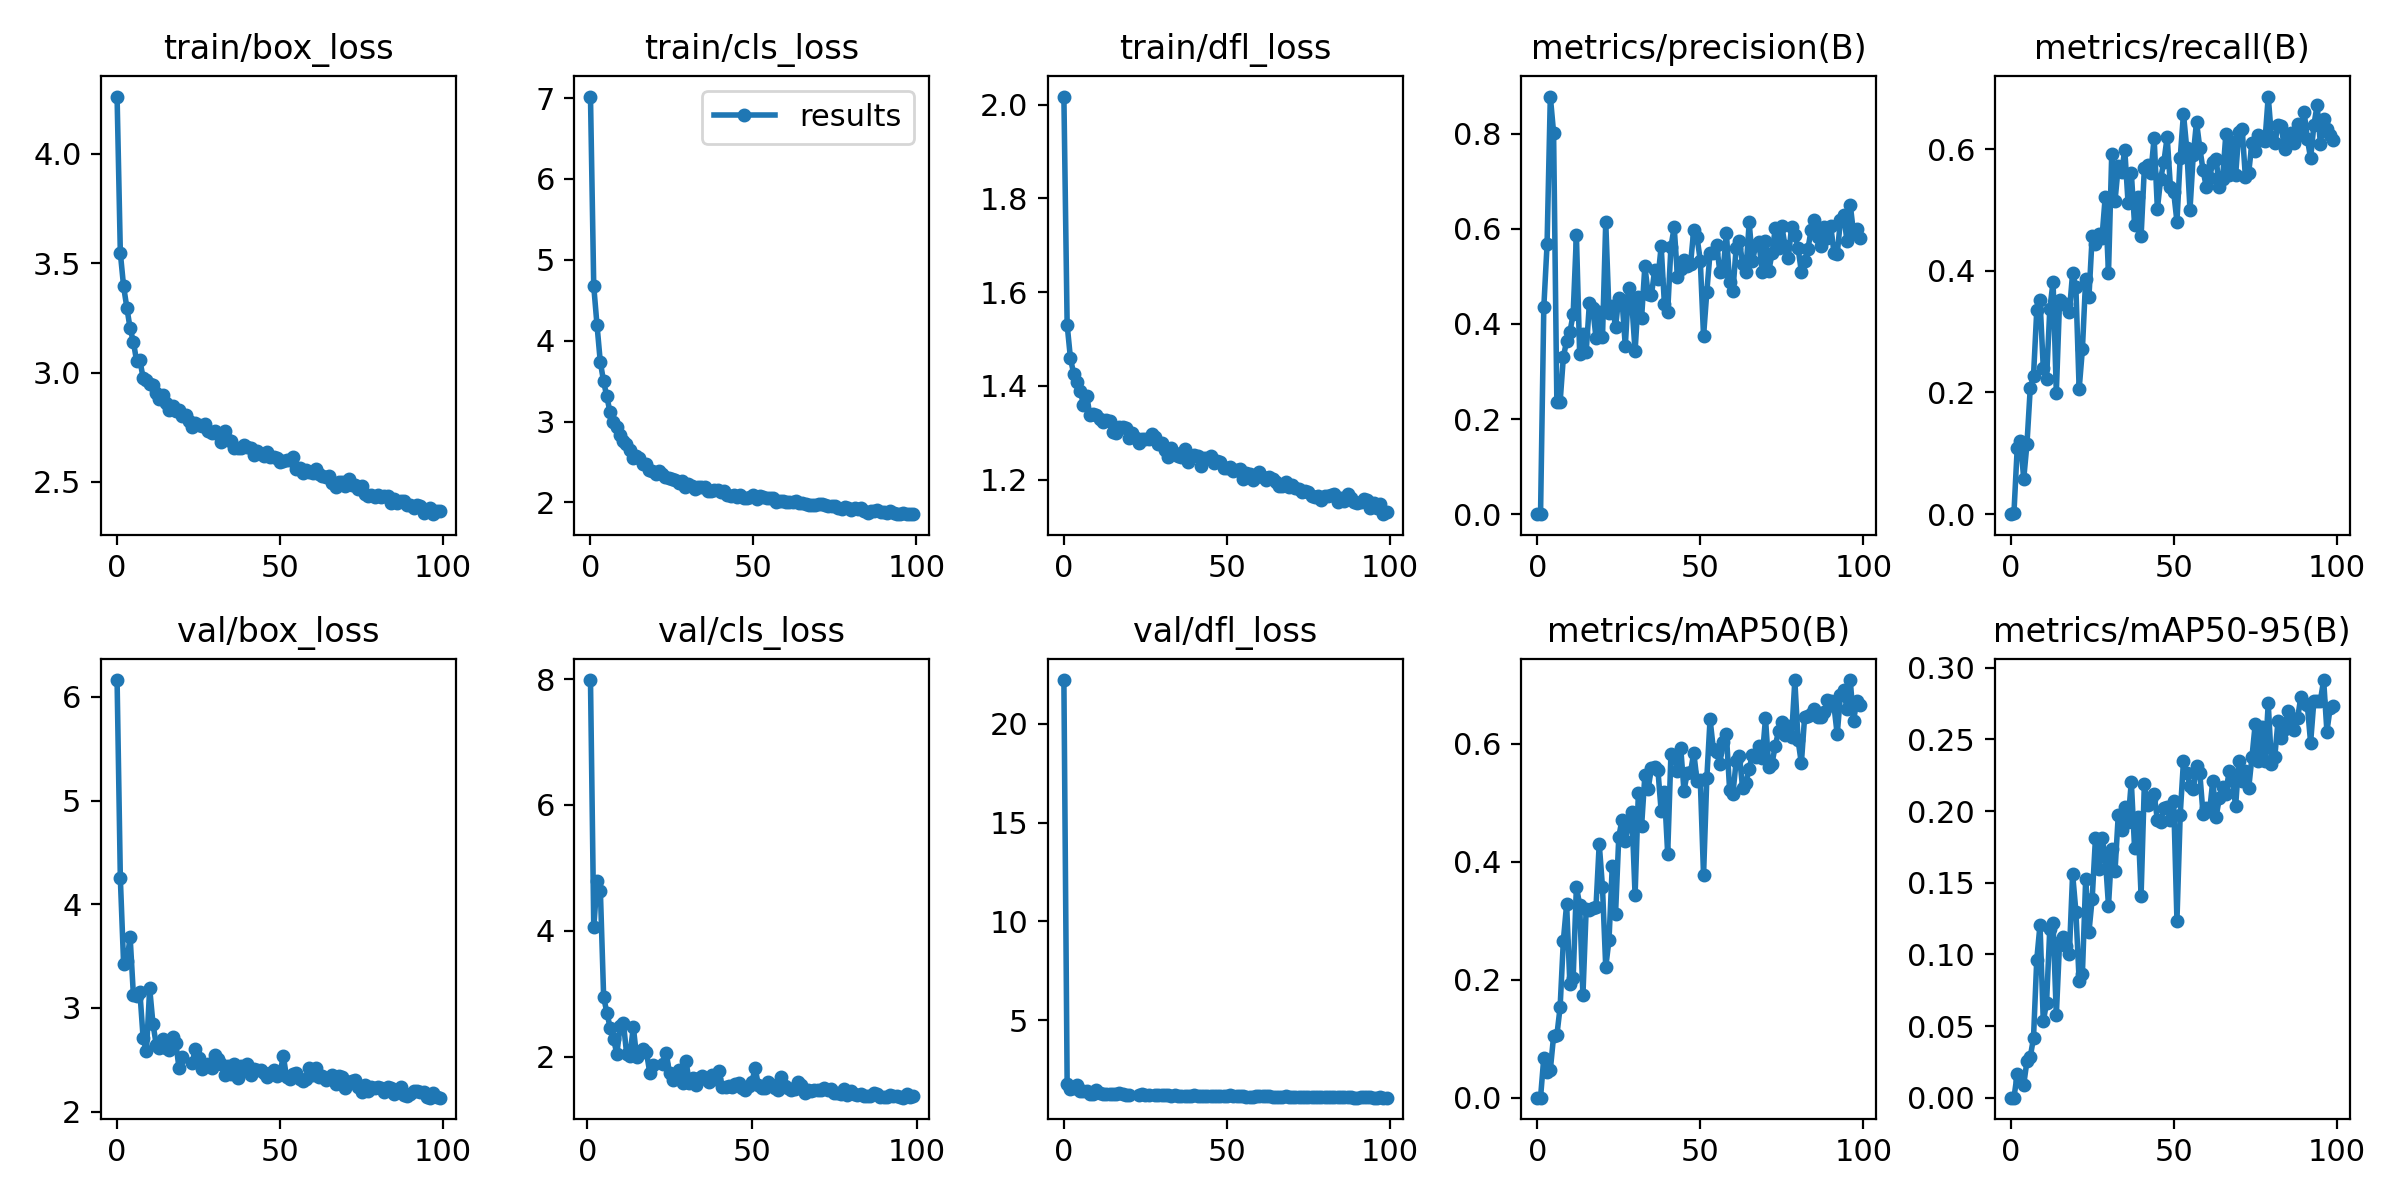 train/box_loss
train/cls_loss
train/dfl_loss
metrics/precision(B)
metrics/recall(B)
4.0
3.5
3.0
2.5
0 50 100
7
6
5
4
3
2
results
0 50 100
2.0
1.8
1.6
1.4
1.2
0 50 100
0.8
0.6
0.4
0.2
0.0
0 50 100
0.6
0.4
0.2
0.0
0 50 100
val/box_loss
val/cls_loss
val/dfl_loss
metrics/mAP50(B)
metrics/mAP50-95(B)
6
5
4
3
2
0 50 100
8
6
4
2
0 50 100
20
15
10
5
0 50 100
0.6
0.4
0.2
0.0
0 50 100
0.30
0.25
0.20
0.15
0.10
0.05
0.00
0 50 100